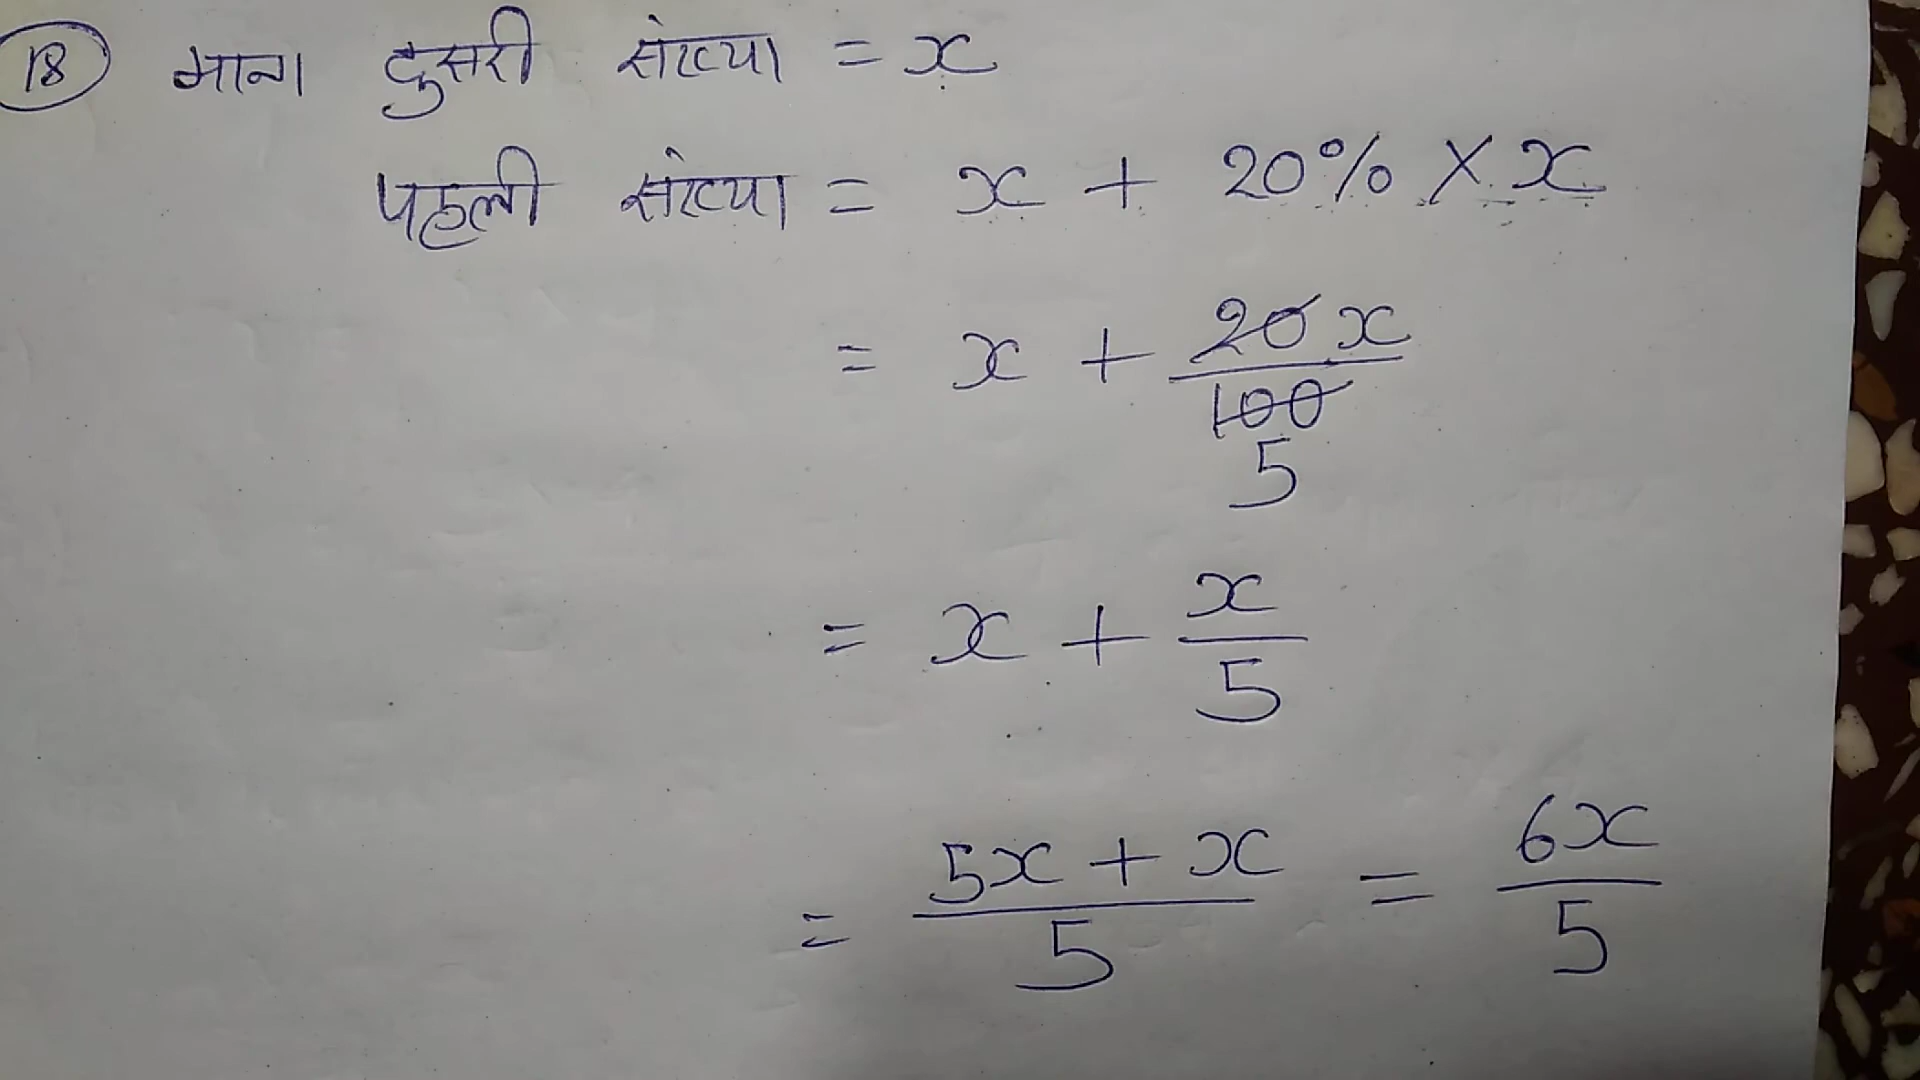 18 माना दुसरी संख्या = x
पहली संख्या = x + 20% × x
= x + 20x/100
5
= x + x/5
= 5x + x/5 = 6x/5